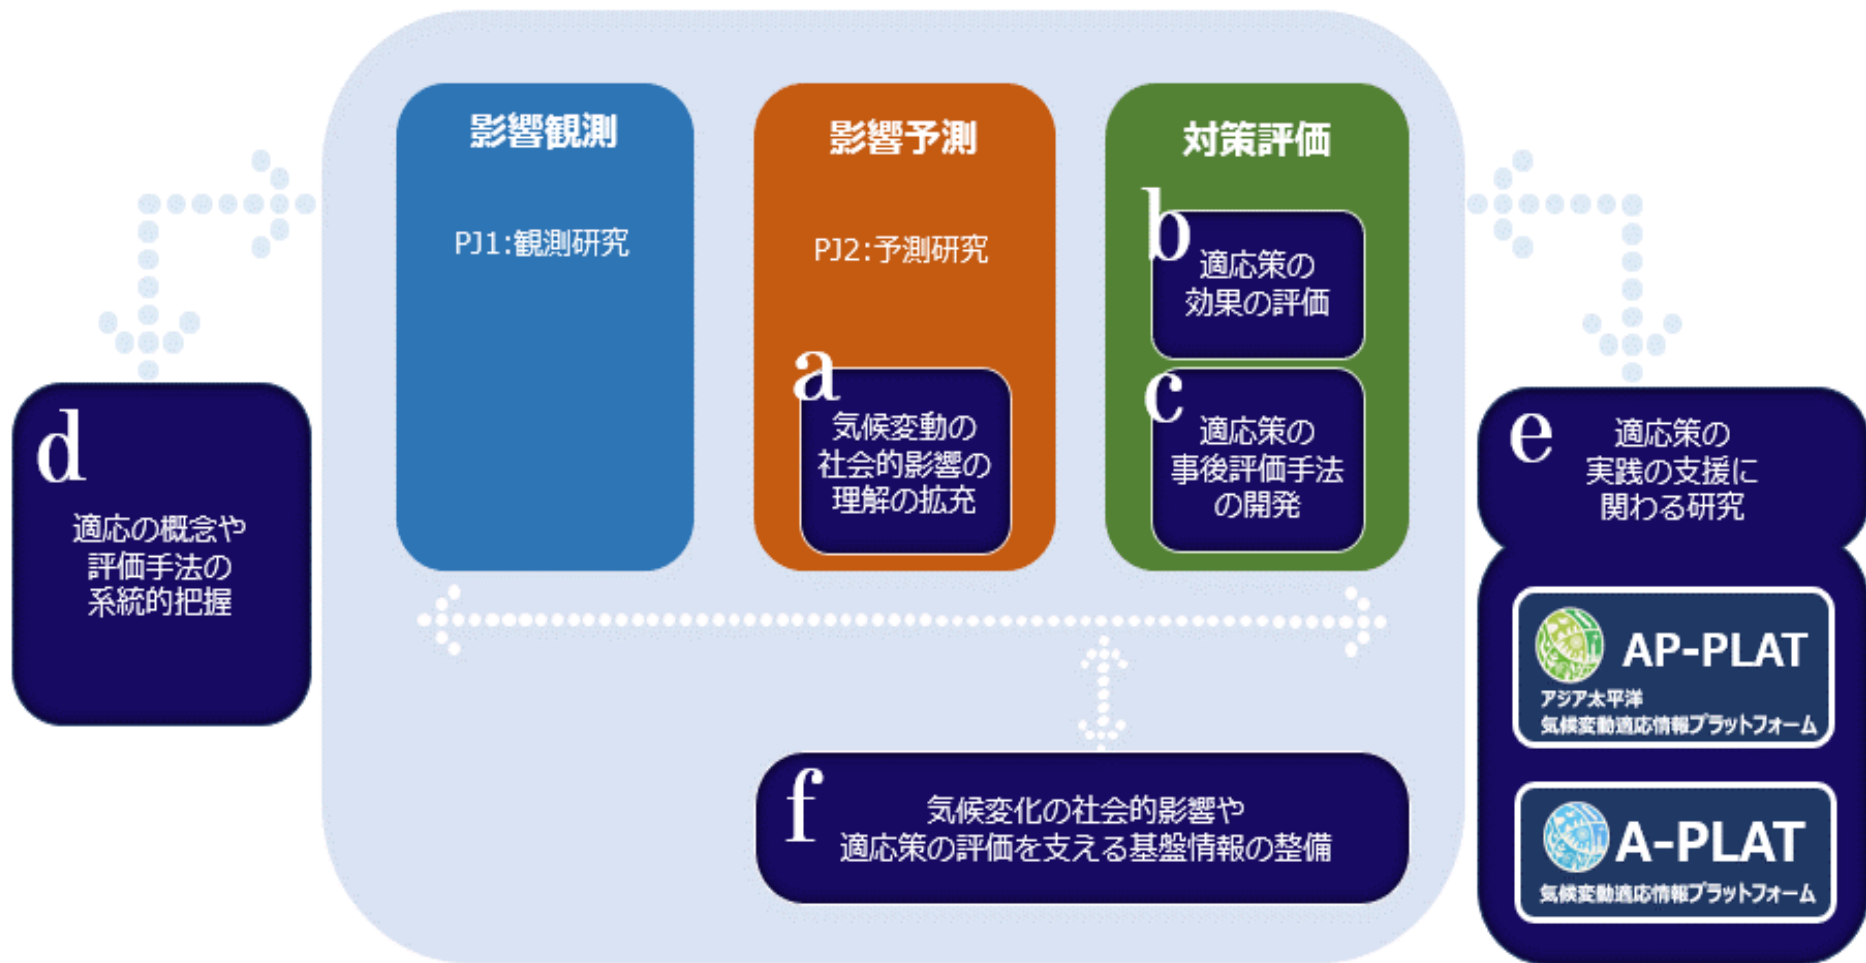 影響観測
PJ1:観測研究
影響予測
PJ2:予測研究
a
気候変動の
社会的影響の
理解の拡充
対策評価
b
適応策の
効果の評価
c
適応策の
事後評価手法
の開発
d
適応の概念や
評価手法の
系統的把握
e
適応策の
実践の支援に
関わる研究
AP-PLAT
アジア太平洋
気候変動適応情報プラットフォーム
A-PLAT
気候変動適応情報プラットフォーム
f
気候変化の社会的影響や
適応策の評価を支える基盤情報の整備